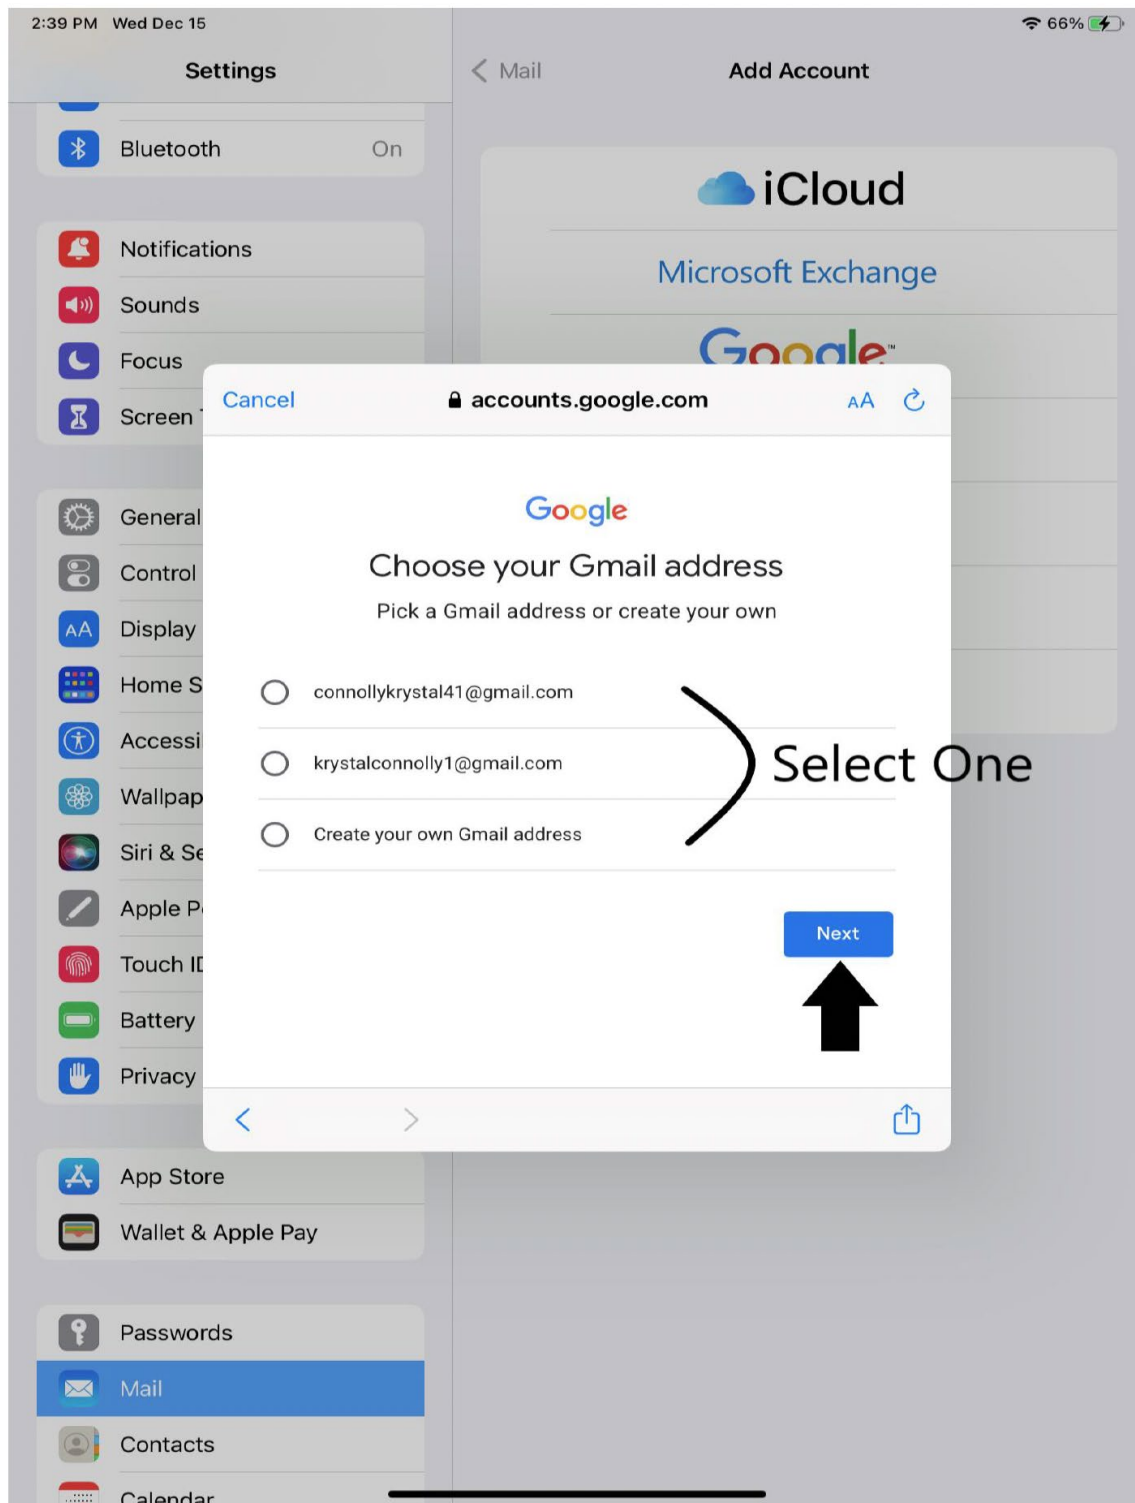 2:39 PM Wed Dec 15
66%
Settings
Mail
Add Account
Bluetooth On
Notifications
Sounds
Focus
Screen
General
Control
Display
Home S
Accessi
Wallpap
Siri & Se
Apple P
Touch ID
Battery
Privacy
App Store
Wallet & Apple Pay
Passwords
Mail
Contacts
Calendar
iCloud
Microsoft Exchange
Google™
Cancel
accounts.google.com
AA
Google
Choose your Gmail address
Pick a Gmail address or create your own
connollykrystal41@gmail.com
krystalconnolly1@gmail.com
Create your own Gmail address
Select One
Next